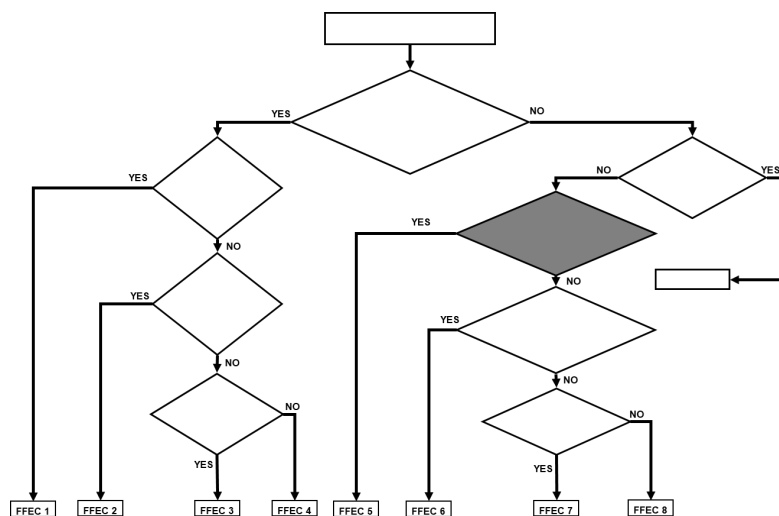 YES
NO
YES
NO
YES
YES
NO
YES
NO
YES
NO
NO
NO
NO
YES
NO
YES
FFEC 1
FFEC 2
FFEC 3
FFEC 4
FFEC 5
FFEC 6
FFEC 7
FFEC 8